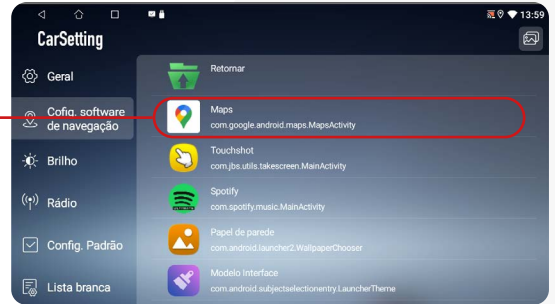 13:59
CarSetting
Geral
Cofig. software
de navegação
Brilho
Rádio
Config. Padrão
Lista branca
Retornar
Maps
com.google.android.maps.MapsActivity
Touchshot
com.jbs.utils.takescreen.MainActivity
Spotify
com.spotify.music.MainActivity
Papel de parede
com.android.launcher2.WallpaperChooser
Modelo Interface
com.android.subjectselectionentry.LauncherTheme